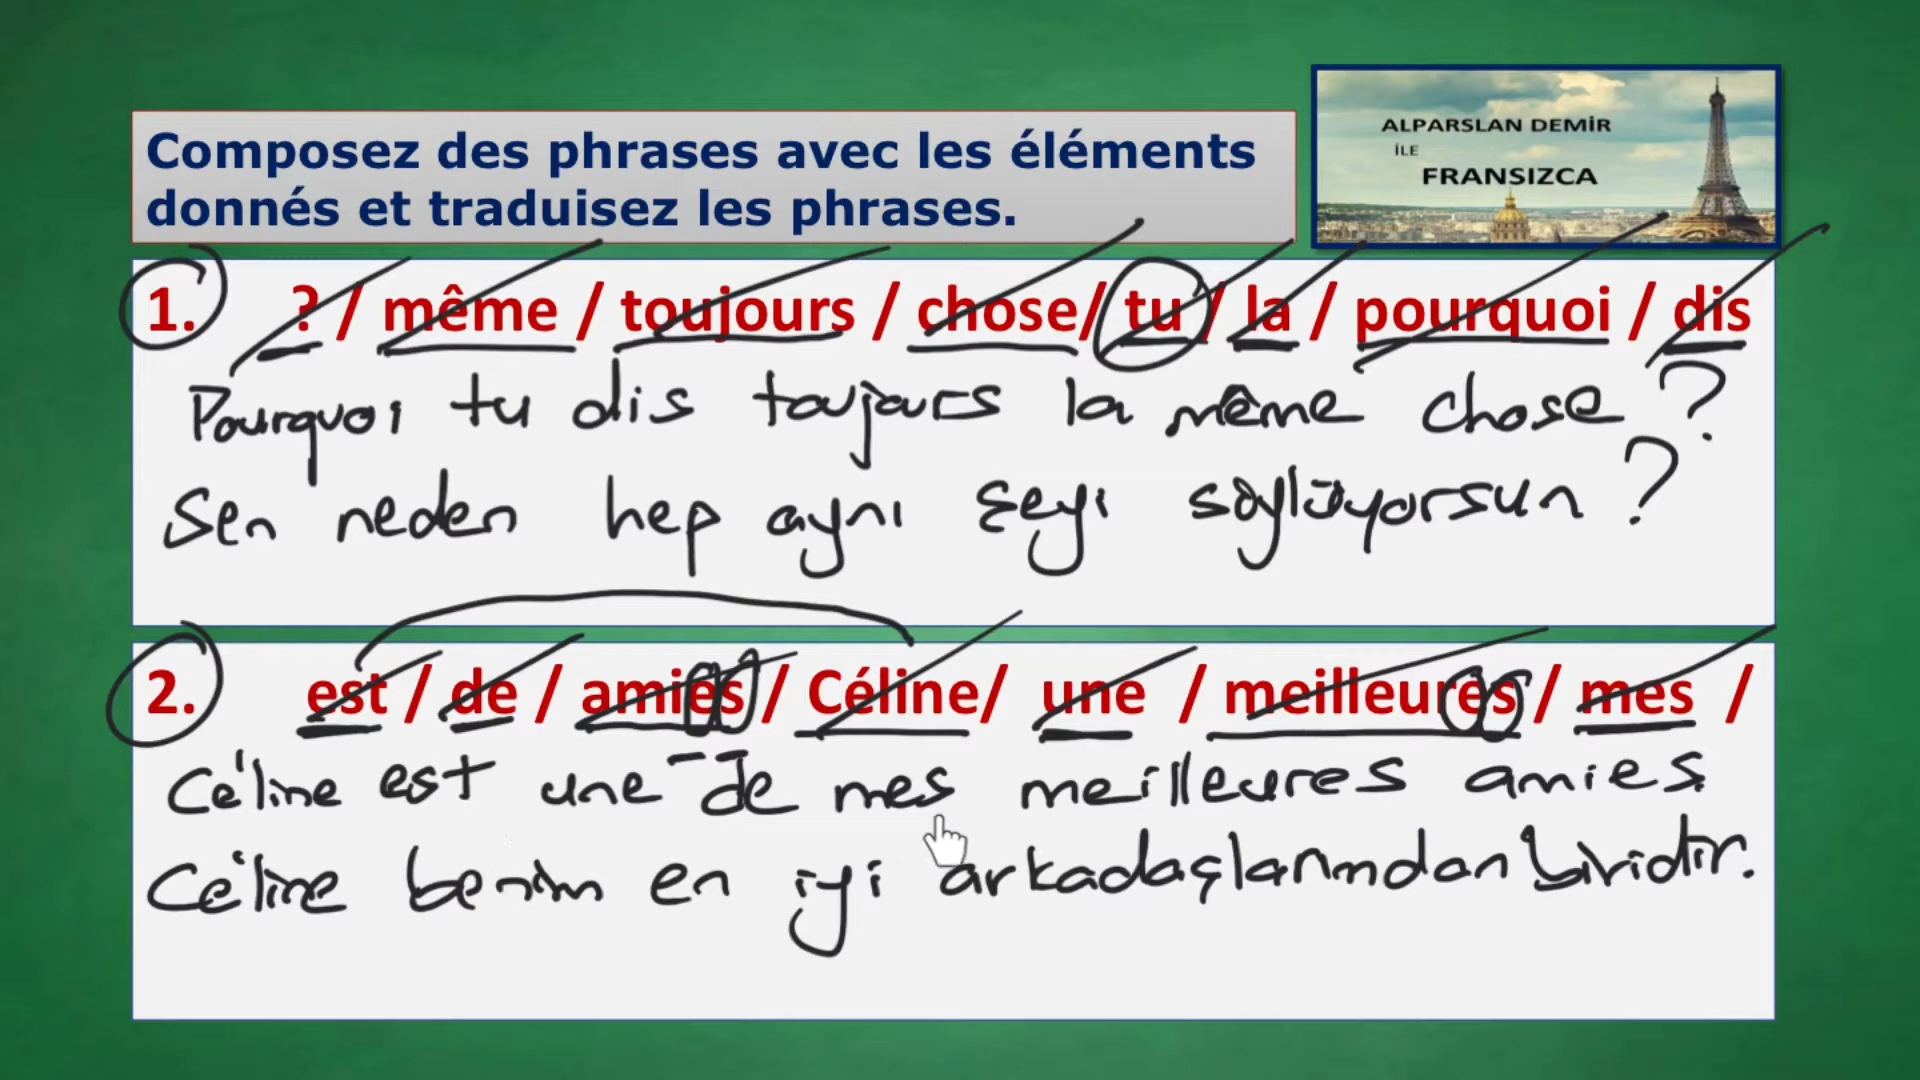 Composez des phrases avec les éléments
donnés et traduisez les phrases.
ALPARSLAN DEMİR
İLE
FRANSIZCA
1. ? / même / toujours / chose/ tu / la / pourquoi / dis
Pourquoi tu dis toujours la même chose ?
Sen neden hep aynı şeyi söylüyorsun ?
2. est / de / amies / Céline/ une / meilleures / mes /
Céline est une de mes meilleures amies.
Céline benim en iyi arkadaşlarımdan biridir.